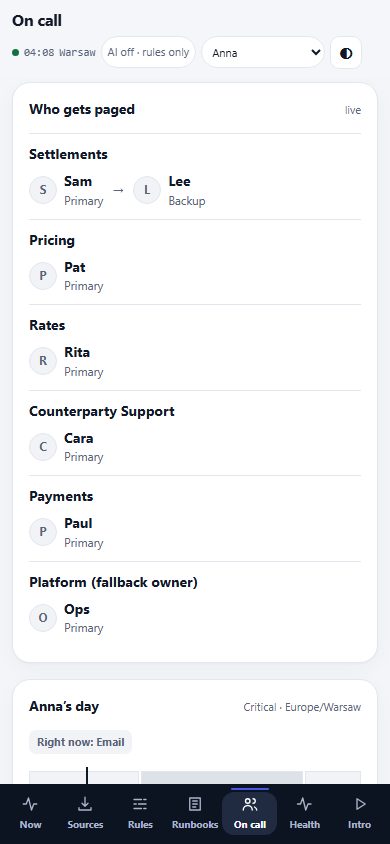 On call
04:08 Warsaw
AI off · rules only
Anna
Who gets paged
live
Settlements
S
Sam
Primary
→
L
Lee
Backup
Pricing
P
Pat
Primary
Rates
R
Rita
Primary
Counterparty Support
C
Cara
Primary
Payments
P
Paul
Primary
Platform (fallback owner)
O
Ops
Primary
Anna's day
Critical · Europe/Warsaw
Right now: Email
Now
Sources
Rules
Runbooks
On call
Health
Intro